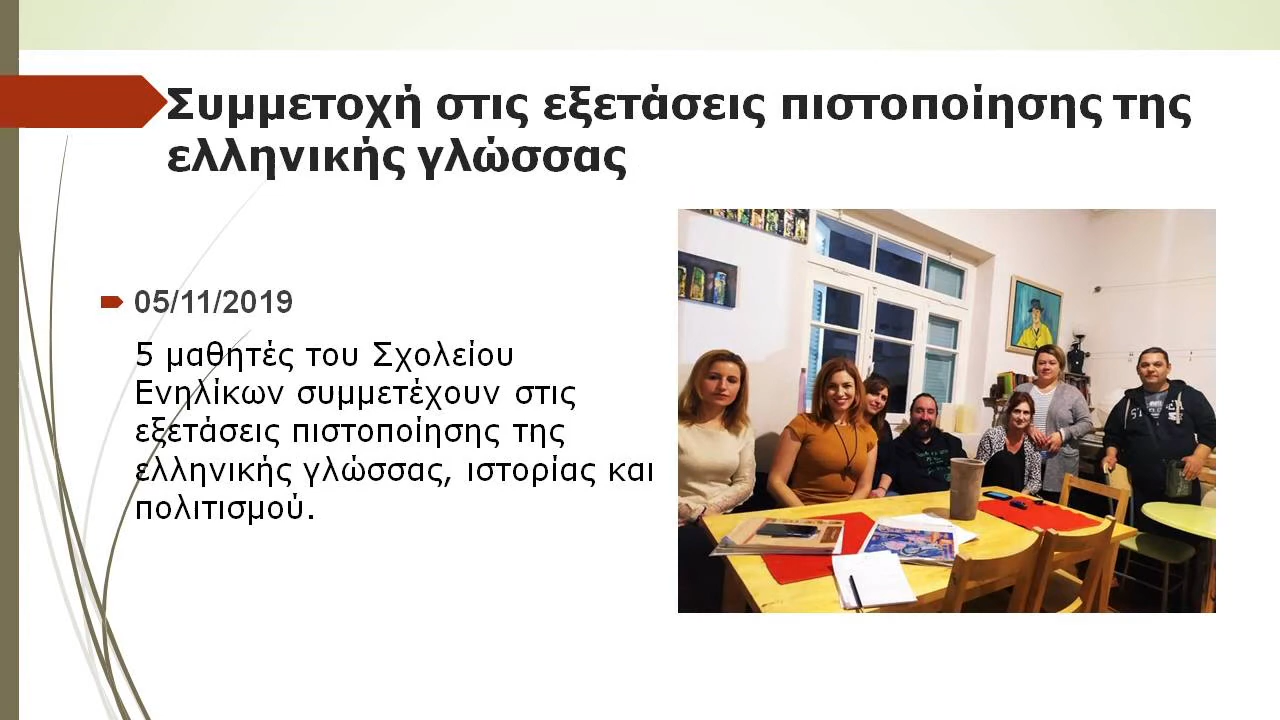 Συμμετοχή στις εξετάσεις πιστοποίησης της
ελληνικής γλώσσας
05/11/2019
5 μαθητές του Σχολείου
Ενηλίκων συμμετέχουν στις
εξετάσεις πιστοποίησης της
ελληνικής γλώσσας, ιστορίας και
πολιτισμού.